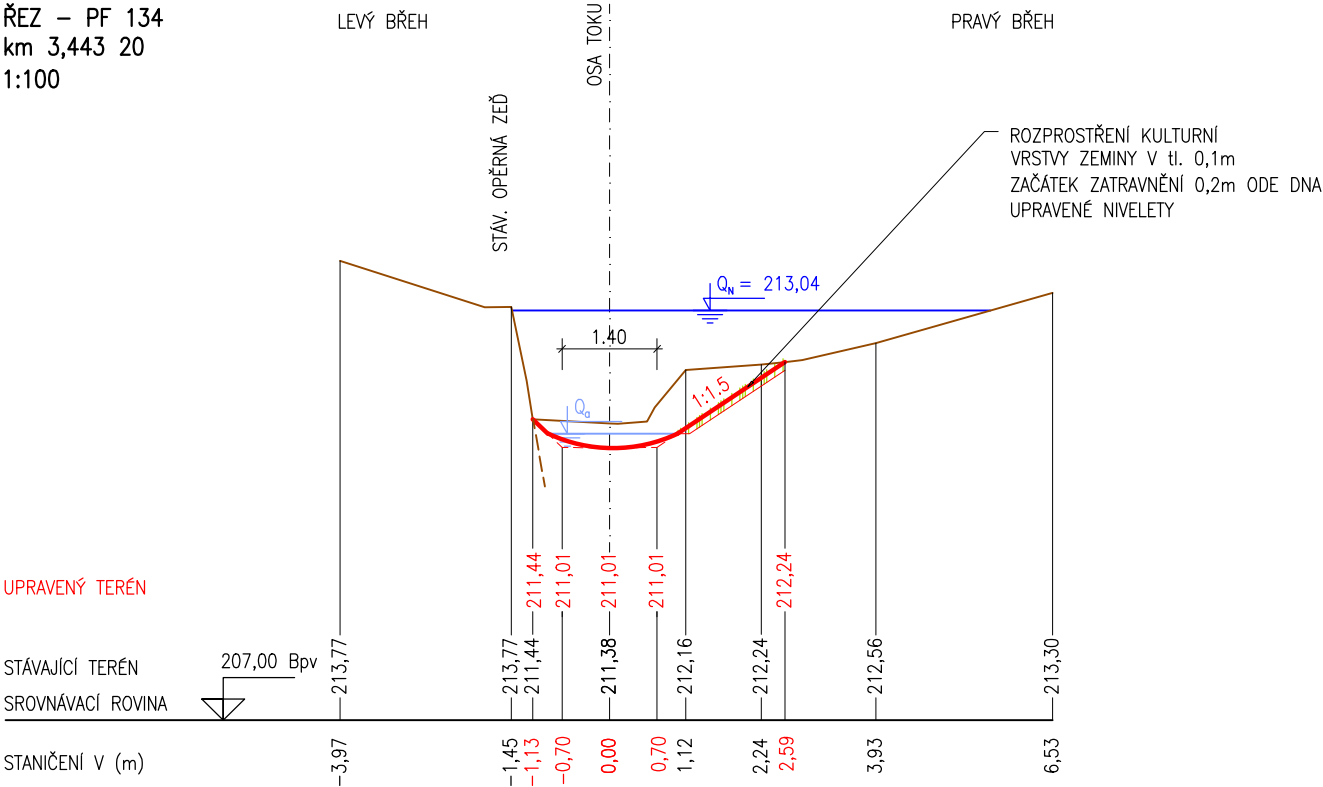 ŘEZ – PF 134
km 3,443 20
1:100
LEVÝ BŘEH
OSA TOKU
PRAVÝ BŘEH
STÁV. OPĚRNÁ ZEĎ
ROZPROSTŘENÍ KULTURNÍ
VRSTVY ZEMINY V tl. 0,1m
ZAČÁTEK ZATRAVNĚNÍ 0,2m ODE DNA
UPRAVENÉ NIVELETY
QN = 213,04
1.40
1:1.5
Qa
UPRAVENÝ TERÉN
211,44 211,01 211,01 211,01 212,24
STÁVAJÍCÍ TERÉN
207,00 Bpv
213,77 213,77 211,44 211,38 212,16 212,24 212,56 213,30
SROVNÁVACÍ ROVINA
STANIČENÍ V (m)
–3,97 –1,45 –1,13 –0,70 0,00 0,70 1,12 2,24 2,59 3,93 6,53